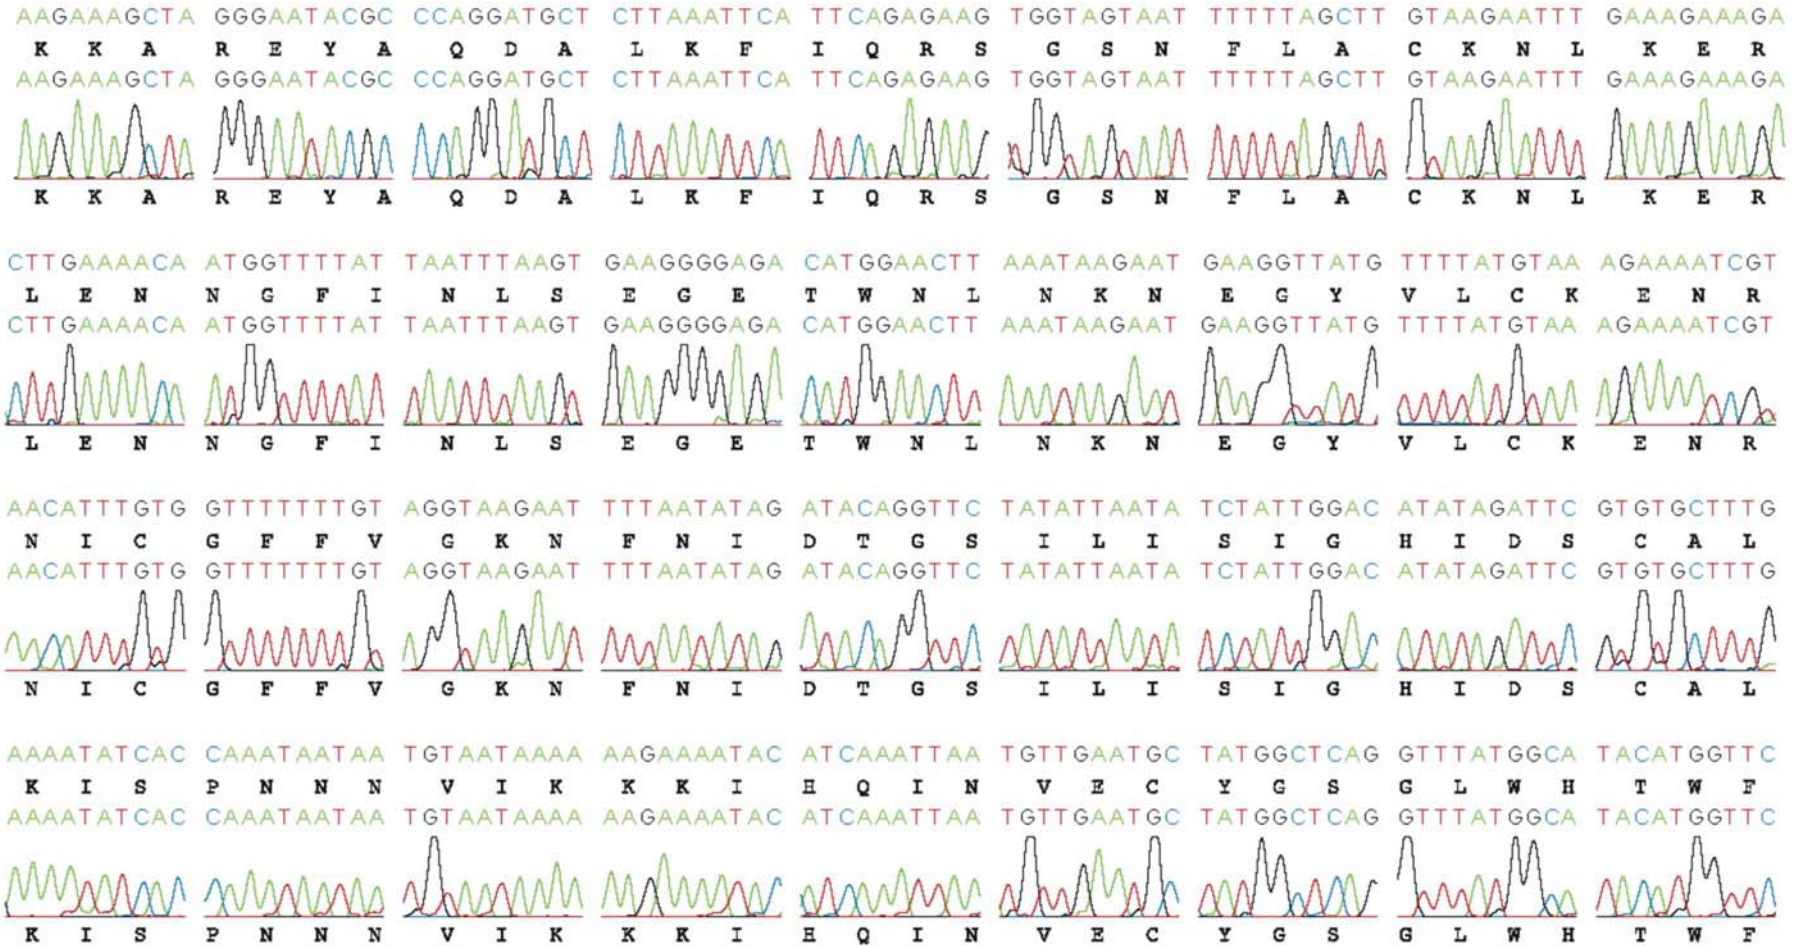 AAGAAAGCTA GGGAATACGC CCAGGATGCT CTTAAATTCA TTCAGAGAAG TGGTAGTAAT TTTTTAGCTT GTAAGAATTT GAAAGAAAGA
K K A R E Y A Q D A L K F I Q R S G S N F L A C K N L K E R
AAGAAAGCTA GGGAATACGC CCAGGATGCT CTTAAATTCA TTCAGAGAAG TGGTAGTAAT TTTTTAGCTT GTAAGAATTT GAAAGAAAGA
K K A R E Y A Q D A L K F I Q R S G S N F L A C K N L K E R
CTTGAAAACA ATGGTTTTAT TAATTTAAGT GAAGGGGAGA CATGGAACTT AAATAAGAAT GAAGGTTATG TTTTATGTAA AGAAAATCGT
L E N N G F I N L S E G E T W N L N K N E G Y V L C K E N R
CTTGAAAACA ATGGTTTTAT TAATTTAAGT GAAGGGGAGA CATGGAACTT AAATAAGAAT GAAGGTTATG TTTTATGTAA AGAAAATCGT
L E N N G F I N L S E G E T W N L N K N E G Y V L C K E N R
AACATTTGTG GTTTTTTTGT AGGTAAGAAT TTTAATATAG ATACAGGTTC TATATTAATA TCTATTGGAC ATATAGATTC GTGTGCTTTG
N I C G F F V G K N F N I D T G S I L I S I G H I D S C A L
AACATTTGTG GTTTTTTTGT AGGTAAGAAT TTTAATATAG ATACAGGTTC TATATTAATA TCTATTGGAC ATATAGATTC GTGTGCTTTG
N I C G F F V G K N F N I D T G S I L I S I G H I D S C A L
AAAATATCAC CAAATAATAA TGTAATAAAA AAGAAAATAC ATCAAATTAA TGTTGAATGC TATGGCTCAG GTTTATGGCA TACATGGTTC
K I S P N N N V I K K K I H Q I N V E C Y G S G L W H T W F
AAAATATCAC CAAATAATAA TGTAATAAAA AAGAAAATAC ATCAAATTAA TGTTGAATGC TATGGCTCAG GTTTATGGCA TACATGGTTC
K I S P N N N V I K K K I H Q I N V E C Y G S G L W H T W F